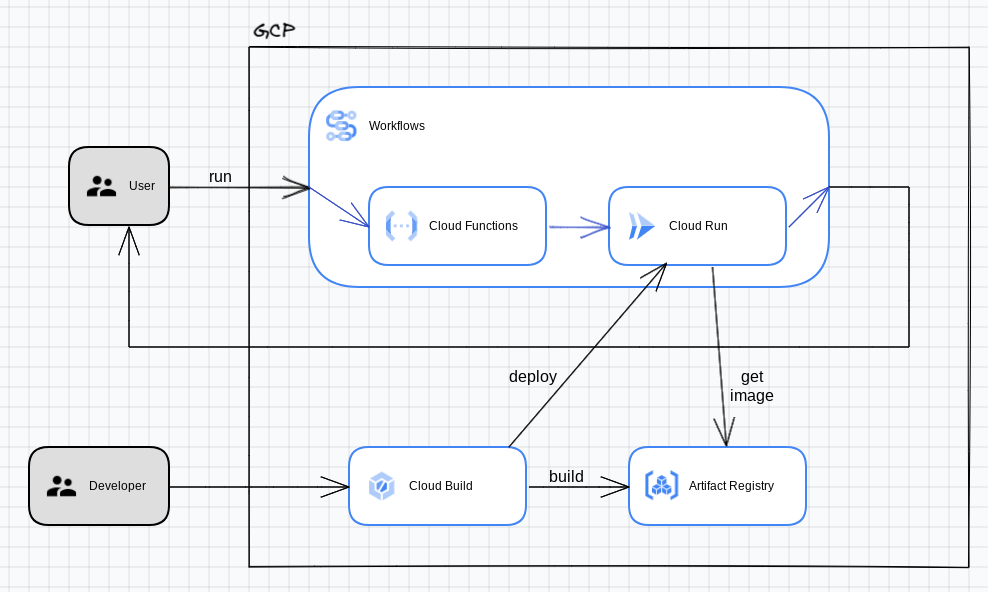 GCP
Workflows
User
run
Cloud Functions
Cloud Run
deploy
get
image
Developer
Cloud Build
build
Artifact Registry